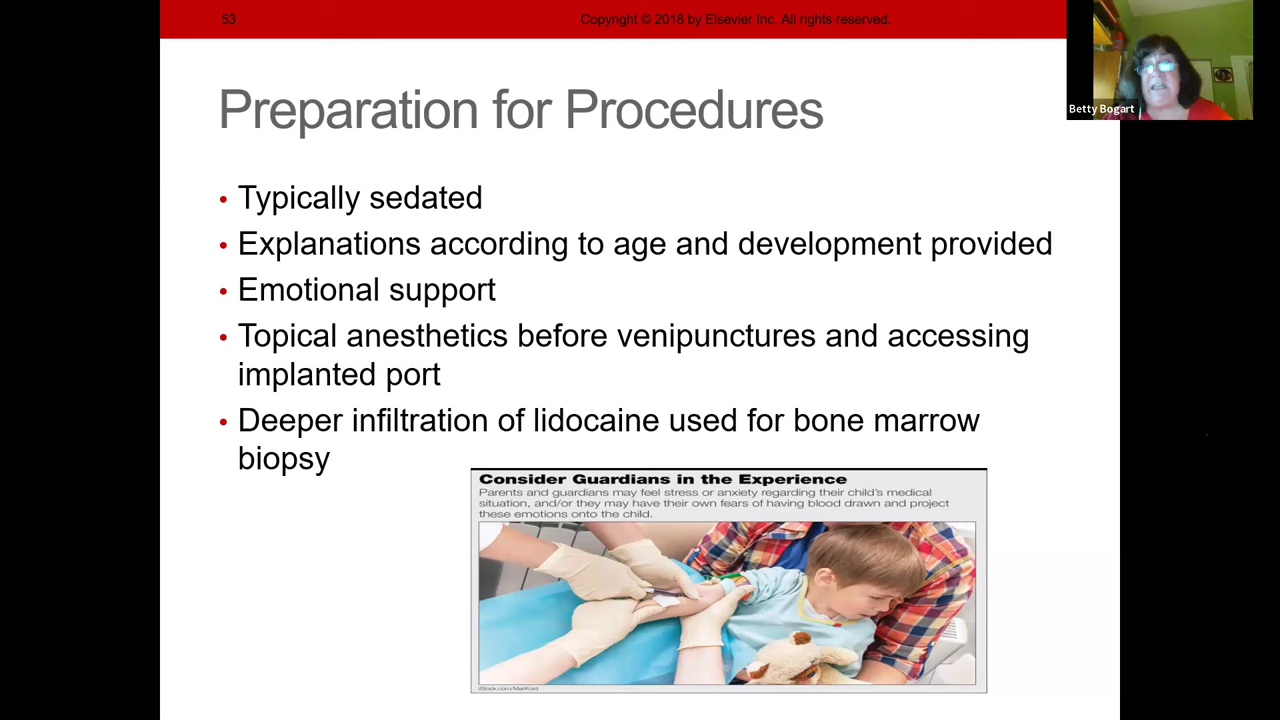 53
Copyright © 2018 by Elsevier Inc. All rights reserved.
Betty Bogart
Preparation for Procedures
• Typically sedated
• Explanations according to age and development provided
• Emotional support
• Topical anesthetics before venipunctures and accessing
implanted port
• Deeper infiltration of lidocaine used for bone marrow
biopsy
Consider Guardians in the Experience
Parents and guardians may feel stress or anxiety regarding their child's medical
situation, and/or they may have their own fears of having blood drawn and project
these emotions onto the child.
iStock.com/MarKord